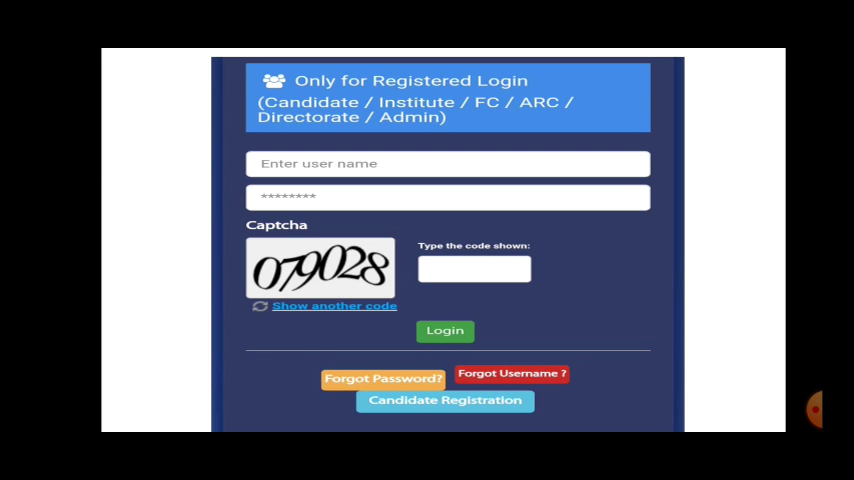 Only for Registered Login
(Candidate / Institute / FC / ARC /
Directorate / Admin)
Enter user name
********
Captcha
Type the code shown:
079028
Show another code
Login
Forgot Password?
Forgot Username ?
Candidate Registration